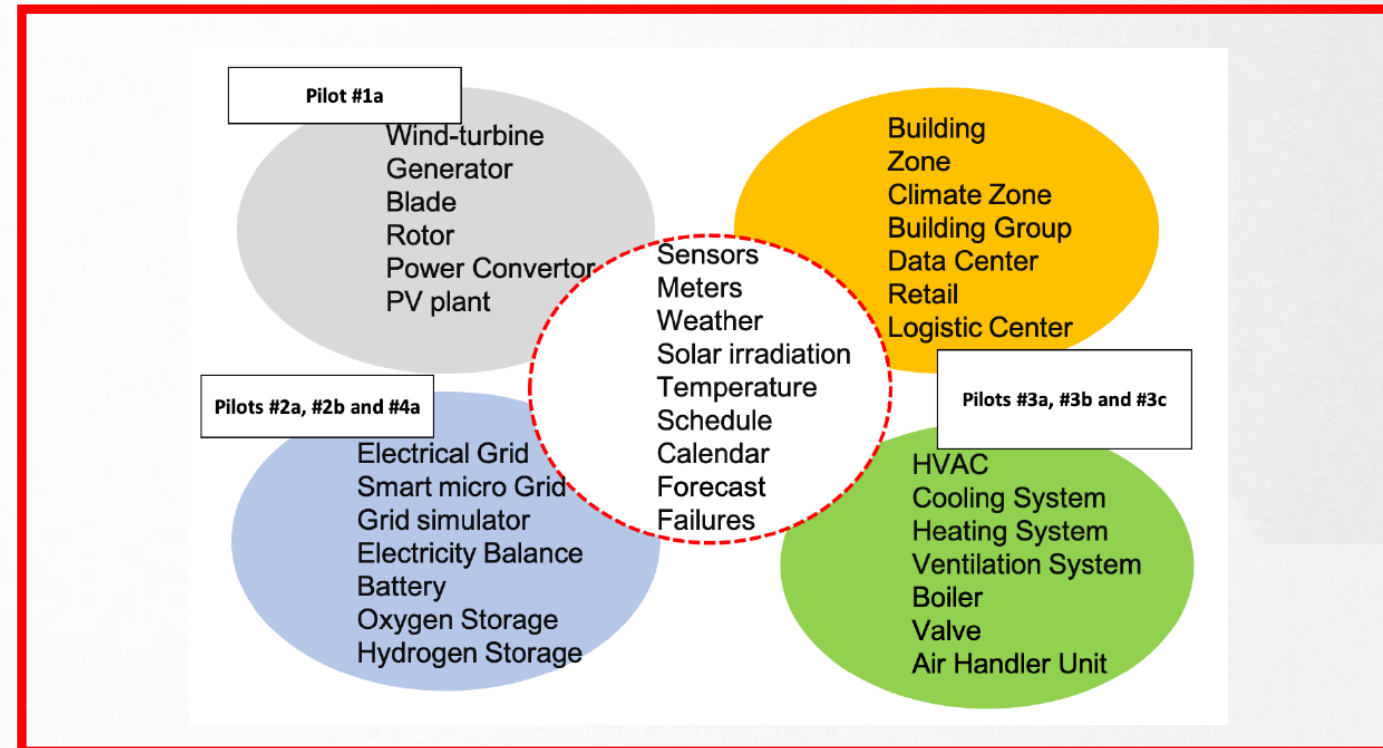 Pilot #1a
Wind-turbine
Generator
Blade
Rotor
Power Convertor
PV plant
Building
Zone
Climate Zone
Building Group
Data Center
Retail
Logistic Center
Sensors
Meters
Weather
Solar irradiation
Temperature
Schedule
Calendar
Forecast
Failures
Pilots #2a, #2b and #4a
Electrical Grid
Smart micro Grid
Grid simulator
Electricity Balance
Battery
Oxygen Storage
Hydrogen Storage
Pilots #3a, #3b and #3c
HVAC
Cooling System
Heating System
Ventilation System
Boiler
Valve
Air Handler Unit